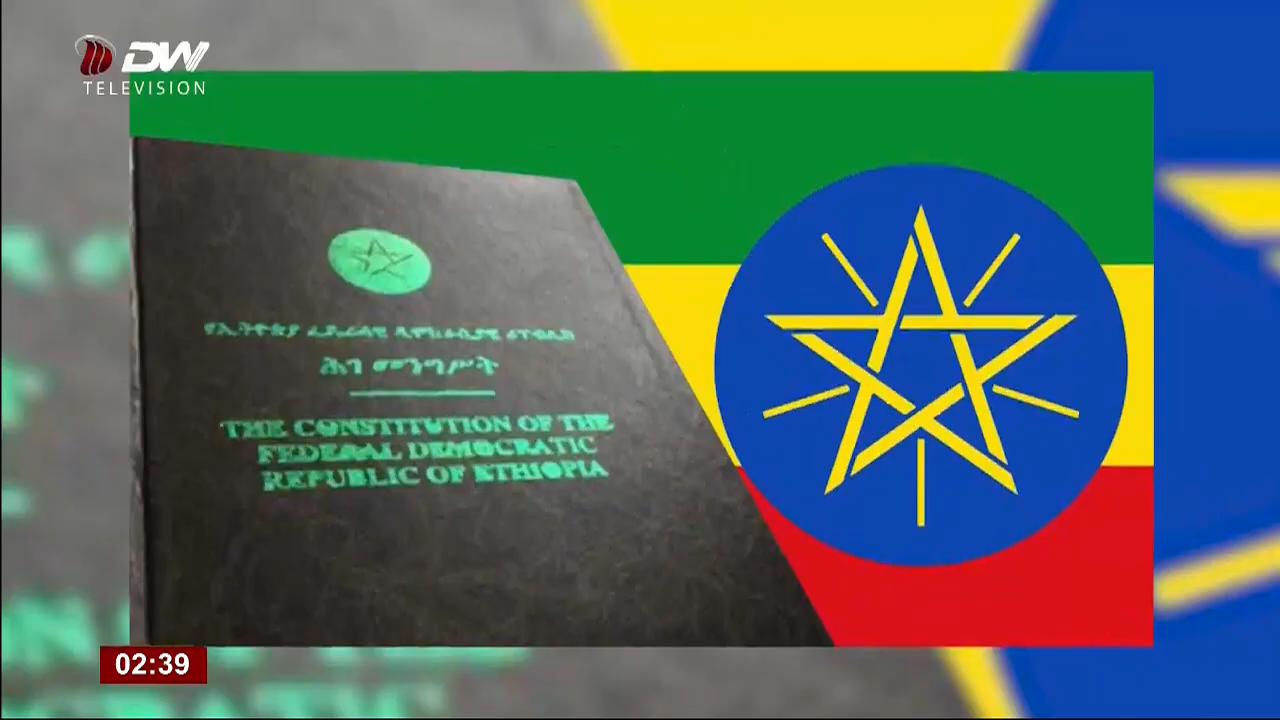 DW
TELEVISION
ሕገ መንግሥት
THE CONSTITUTION OF THE
FEDERAL DEMOCRATIC
REPUBLIC OF ETHIOPIA
02:39